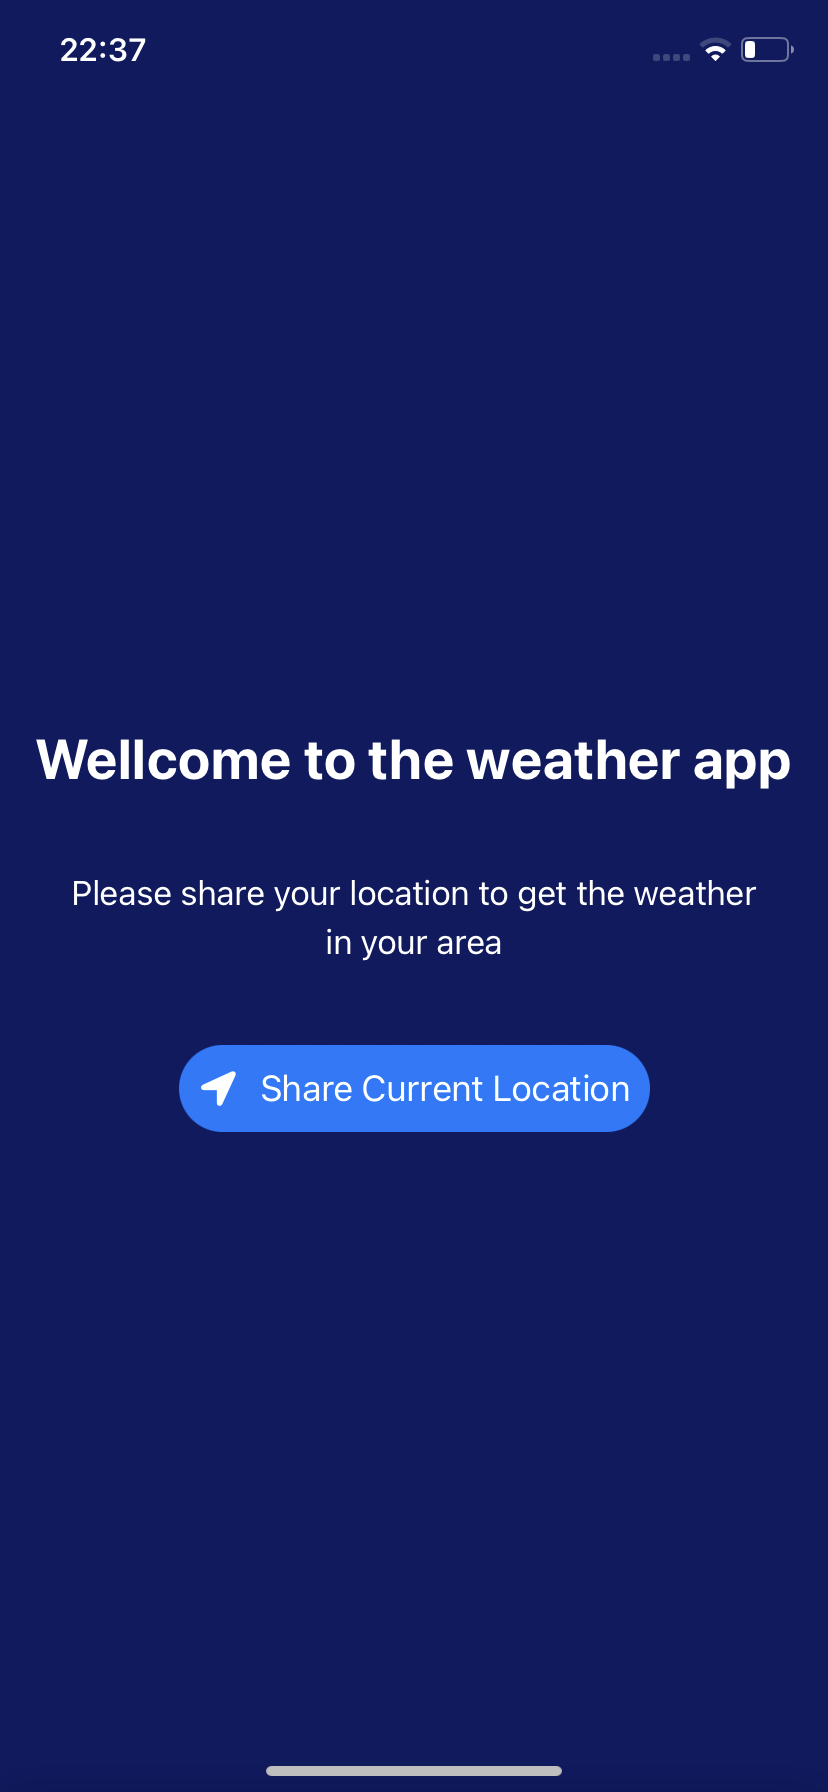 22:37
Wellcome to the weather app
Please share your location to get the weather
in your area
Share Current Location